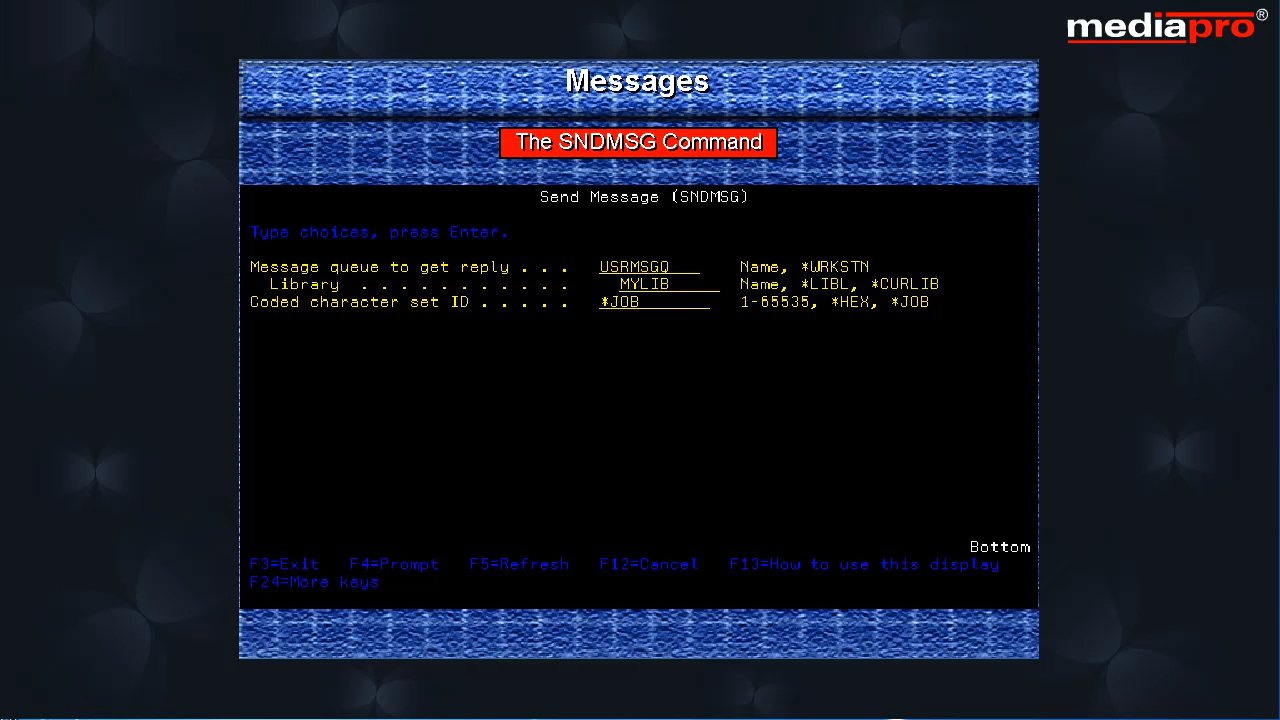 mediapro®
Messages
The SNDMSG Command
Send Message (SNDMSG)
Type choices, press Enter.
Message queue to get reply . . . USRMSGQ Name, *WRKSTN
Library . . . . . . . . . . . MYLIB Name, *LIBL, *CURLIB
Coded character set ID . . . . . *JOB 1-65535, *HEX, *JOB
Bottom
F3=Exit F4=Prompt F5=Refresh F12=Cancel F13=How to use this display
F24=More keys